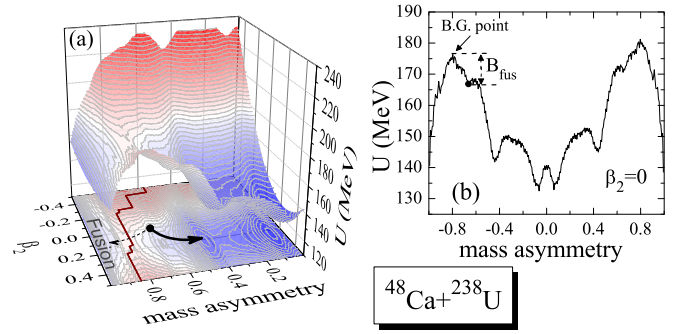 (a)
240
220
200
180
160
140
120
U (MeV)
-0.4
-0.2
0.0
0.2
0.4
β2
Fusion
0.8
0.6
0.4
0.2
mass asymmetry
190
180
170
160
150
140
130
U (MeV)
B.G. point
Bfus
(b)
β2=0
-0.8
-0.4
0.0
0.4
0.8
mass asymmetry
48Ca+238U